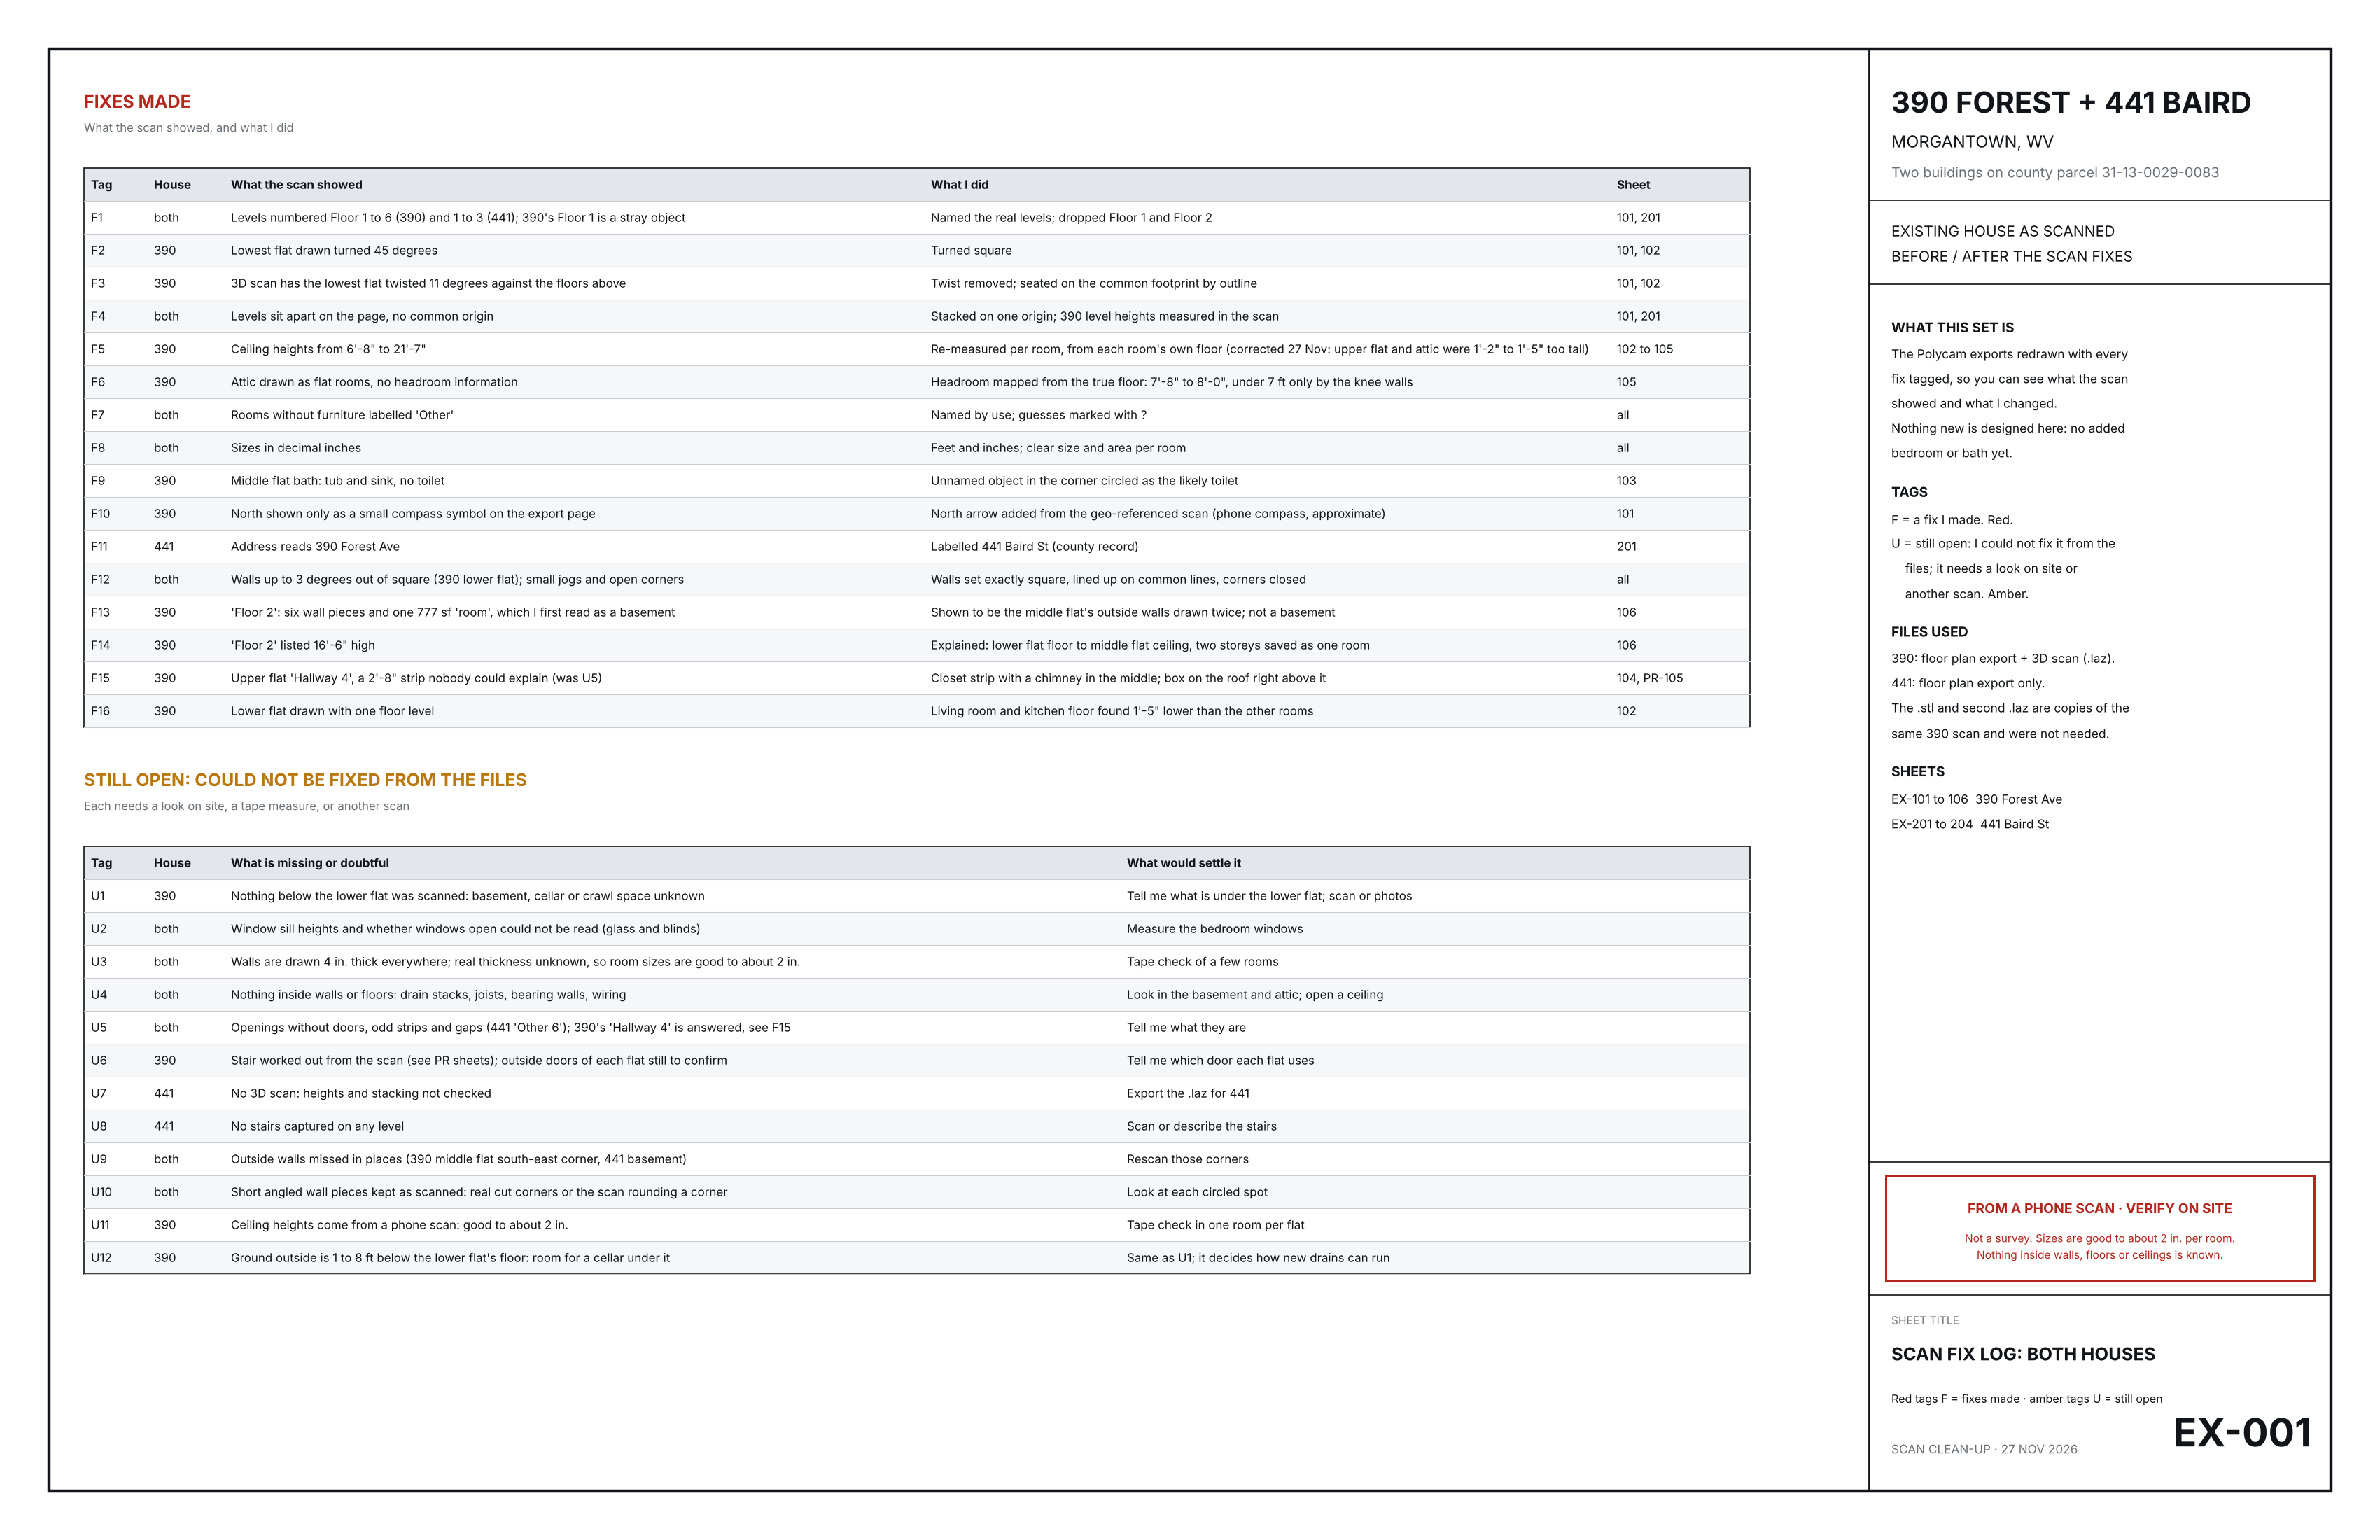 FIXES MADE
What the scan showed, and what I did
Tag House What the scan showed What I did Sheet
F1 both Levels numbered Floor 1 to 6 (390) and 1 to 3 (441); 390's Floor 1 is a stray object Named the real levels; dropped Floor 1 and Floor 2 101, 201
F2 390 Lowest flat drawn turned 45 degrees Turned square 101, 102
F3 390 3D scan has the lowest flat twisted 11 degrees against the floors above Twist removed; seated on the common footprint by outline 101, 102
F4 both Levels sit apart on the page, no common origin Stacked on one origin; 390 level heights measured in the scan 101, 201
F5 390 Ceiling heights from 6'-8" to 21'-7" Re-measured per room, from each room's own floor (corrected 27 Nov: upper flat and attic were 1'-2" to 1'-5" too tall) 102 to 105
F6 390 Attic drawn as flat rooms, no headroom information Headroom mapped from the true floor: 7'-8" to 8'-0", under 7 ft only by the knee walls 105
F7 both Rooms without furniture labelled 'Other' Named by use; guesses marked with ? all
F8 both Sizes in decimal inches Feet and inches; clear size and area per room all
F9 390 Middle flat bath: tub and sink, no toilet Unnamed object in the corner circled as the likely toilet 103
F10 390 North shown only as a small compass symbol on the export page North arrow added from the geo-referenced scan (phone compass, approximate) 101
F11 441 Address reads 390 Forest Ave Labelled 441 Baird St (county record) 201
F12 both Walls up to 3 degrees out of square (390 lower flat); small jogs and open corners Walls set exactly square, lined up on common lines, corners closed all
F13 390 'Floor 2': six wall pieces and one 777 sf 'room', which I first read as a basement Shown to be the middle flat's outside walls drawn twice; not a basement 106
F14 390 'Floor 2' listed 16'-6" high Explained: lower flat floor to middle flat ceiling, two storeys saved as one room 106
F15 390 Upper flat 'Hallway 4', a 2'-8" strip nobody could explain (was U5) Closet strip with a chimney in the middle; box on the roof right above it 104, PR-105
F16 390 Lower flat drawn with one floor level Living room and kitchen floor found 1'-5" lower than the other rooms 102
STILL OPEN: COULD NOT BE FIXED FROM THE FILES
Each needs a look on site, a tape measure, or another scan
Tag House What is missing or doubtful What would settle it
U1 390 Nothing below the lower flat was scanned: basement, cellar or crawl space unknown Tell me what is under the lower flat; scan or photos
U2 both Window sill heights and whether windows open could not be read (glass and blinds) Measure the bedroom windows
U3 both Walls are drawn 4 in. thick everywhere; real thickness unknown, so room sizes are good to about 2 in. Tape check of a few rooms
U4 both Nothing inside walls or floors: drain stacks, joists, bearing walls, wiring Look in the basement and attic; open a ceiling
U5 both Openings without doors, odd strips and gaps (441 'Other 6'); 390's 'Hallway 4' is answered, see F15 Tell me what they are
U6 390 Stair worked out from the scan (see PR sheets); outside doors of each flat still to confirm Tell me which door each flat uses
U7 441 No 3D scan: heights and stacking not checked Export the .laz for 441
U8 441 No stairs captured on any level Scan or describe the stairs
U9 both Outside walls missed in places (390 middle flat south-east corner, 441 basement) Rescan those corners
U10 both Short angled wall pieces kept as scanned: real cut corners or the scan rounding a corner Look at each circled spot
U11 390 Ceiling heights come from a phone scan: good to about 2 in. Tape check in one room per flat
U12 390 Ground outside is 1 to 8 ft below the lower flat's floor: room for a cellar under it Same as U1; it decides how new drains can run
390 FOREST + 441 BAIRD
MORGANTOWN, WV
Two buildings on county parcel 31-13-0029-0083
EXISTING HOUSE AS SCANNED
BEFORE / AFTER THE SCAN FIXES
WHAT THIS SET IS
The Polycam exports redrawn with every
fix tagged, so you can see what the scan
showed and what I changed.
Nothing new is designed here: no added
bedroom or bath yet.
TAGS
F = a fix I made. Red.
U = still open: I could not fix it from the
files; it needs a look on site or
another scan. Amber.
FILES USED
390: floor plan export + 3D scan (.laz).
441: floor plan export only.
The .stl and second .laz are copies of the
same 390 scan and were not needed.
SHEETS
EX-101 to 106 390 Forest Ave
EX-201 to 204 441 Baird St
FROM A PHONE SCAN · VERIFY ON SITE
Not a survey. Sizes are good to about 2 in. per room.
Nothing inside walls, floors or ceilings is known.
SHEET TITLE
SCAN FIX LOG: BOTH HOUSES
Red tags F = fixes made · amber tags U = still open
EX-001
SCAN CLEAN-UP · 27 NOV 2026